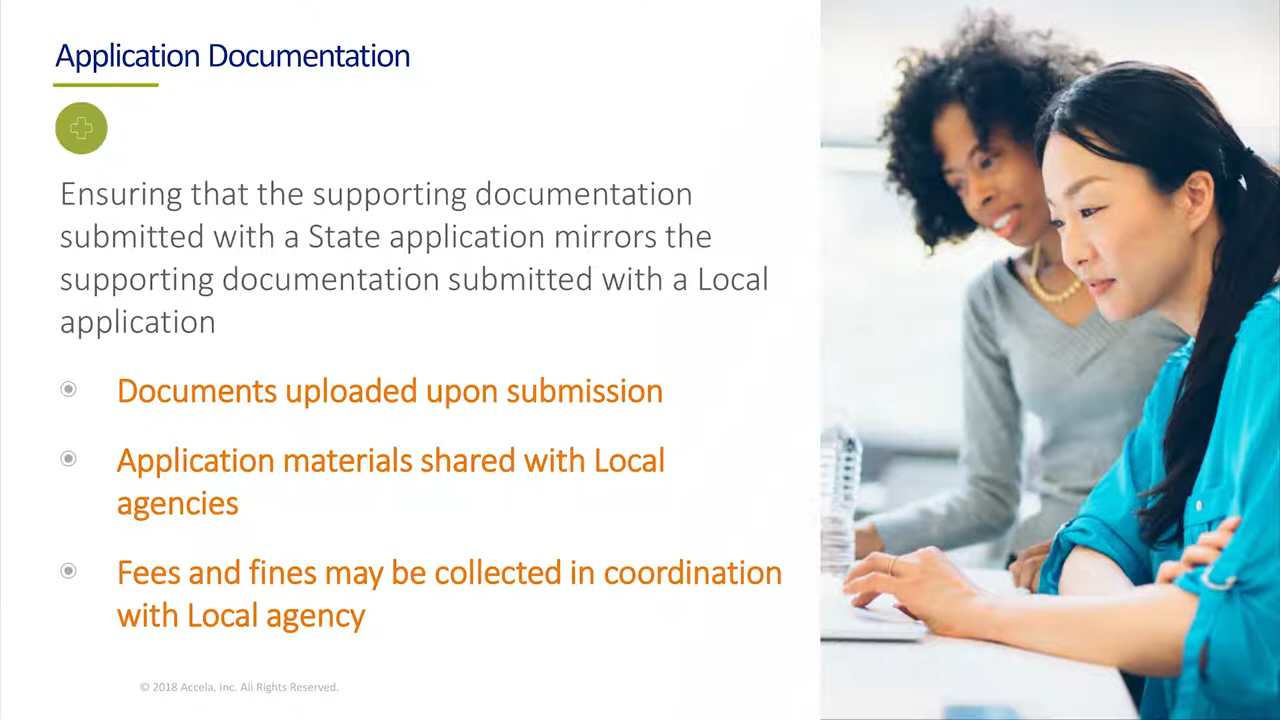 Application Documentation
Ensuring that the supporting documentation
submitted with a State application mirrors the
supporting documentation submitted with a Local
application
Documents uploaded upon submission
Application materials shared with Local
agencies
Fees and fines may be collected in coordination
with Local agency
© 2018 Accela, Inc. All Rights Reserved.